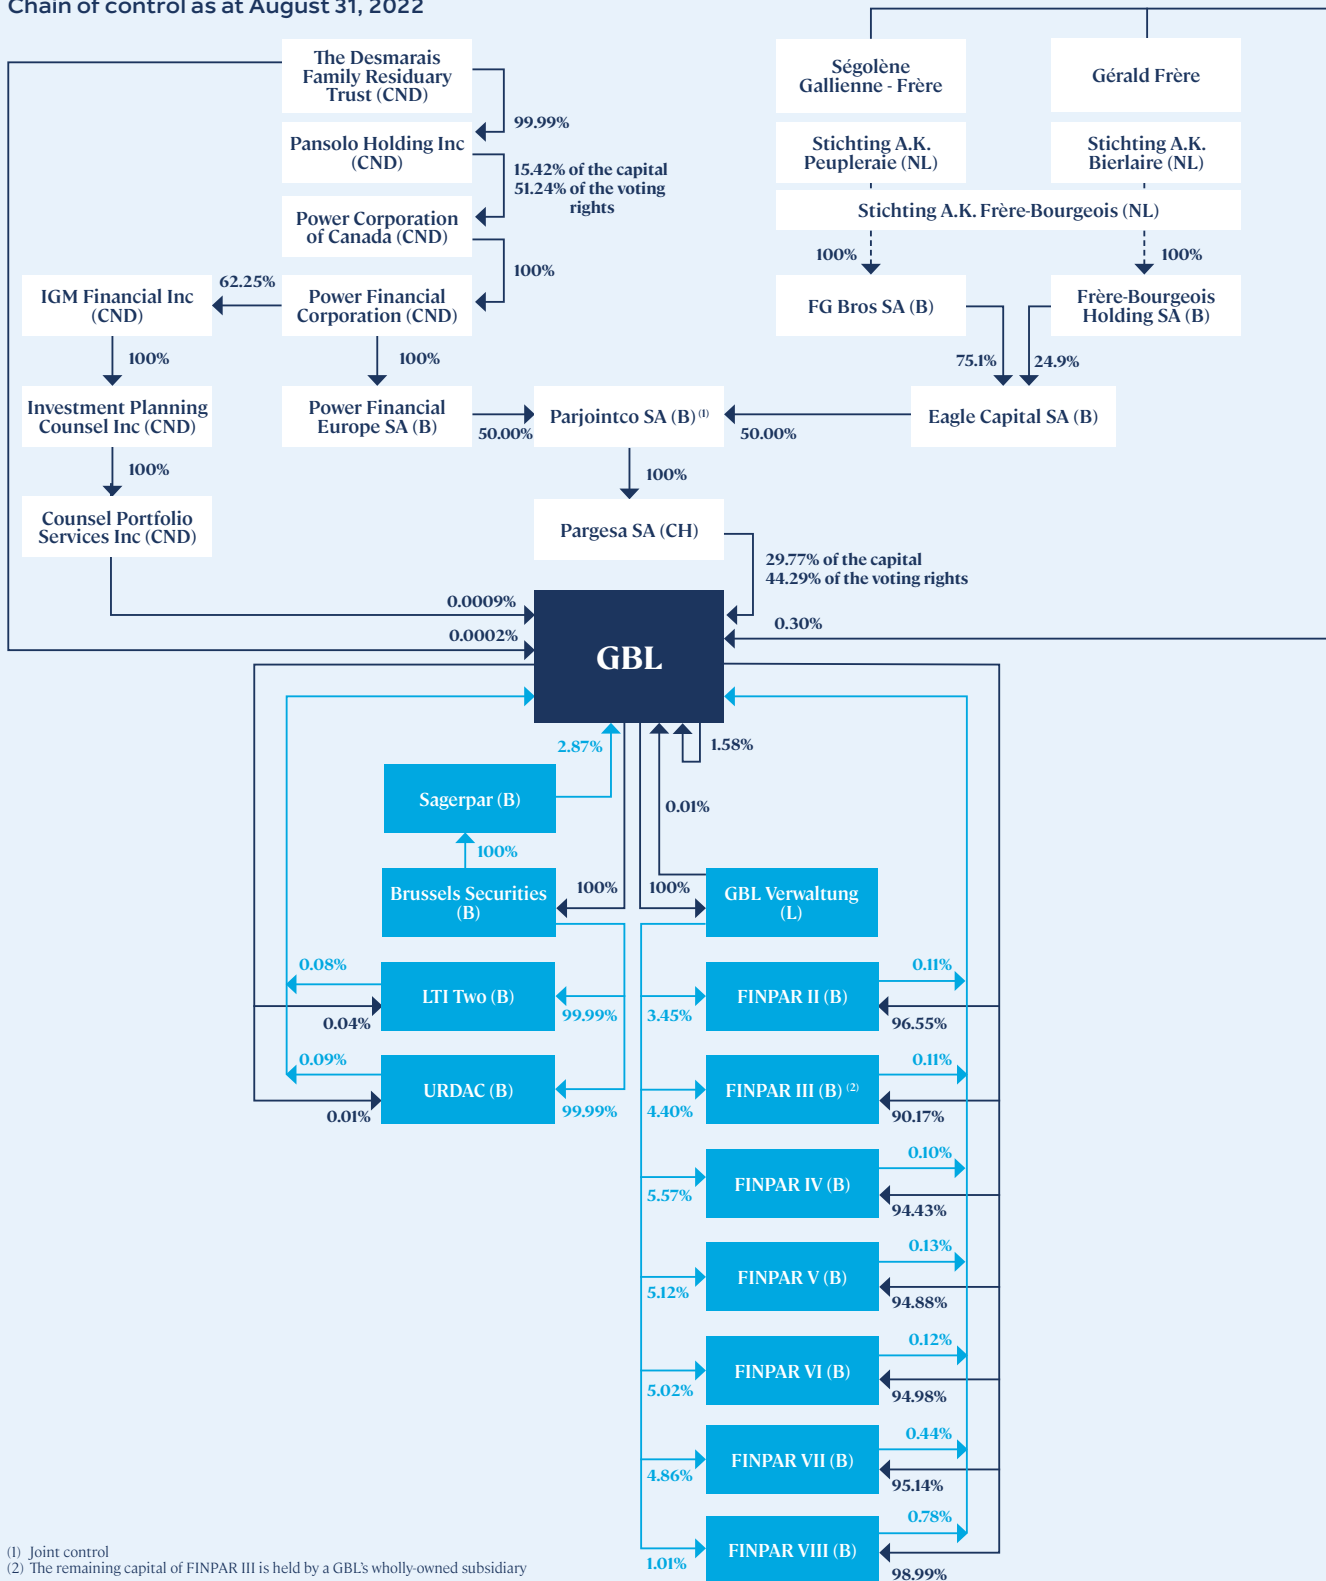 Chain of control as at August 31, 2022
The Desmarais
Family Residuary
Trust (CND)
99.99%
Pansolo Holding Inc
(CND)
15.42% of the capital
51.24% of the voting
rights
Power Corporation
of Canada (CND)
100%
IGM Financial Inc
(CND)
62.25%
Power Financial
Corporation (CND)
100%
100%
Investment Planning
Counsel Inc (CND)
Power Financial
Europe SA (B)
50.00%
100%
Counsel Portfolio
Services Inc (CND)
Ségolène
Gallienne - Frère
Gérald Frère
Stichting A.K.
Peupleraie (NL)
Stichting A.K.
Bierlaire (NL)
Stichting A.K. Frère-Bourgeois (NL)
100%
100%
FG Bros SA (B)
Frère-Bourgeois
Holding SA (B)
75.1%
24.9%
Parjointco SA (B) (1)
50.00%
Eagle Capital SA (B)
100%
Pargesa SA (CH)
29.77% of the capital
44.29% of the voting rights
0.0009%
0.0002%
0.30%
GBL
2.87%
1.58%
Sagerpar (B)
0.01%
100%
Brussels Securities
(B)
100%
100%
GBL Verwaltung
(L)
0.08%
LTI Two (B)
0.04%
99.99%
0.09%
URDAC (B)
0.01%
99.99%
3.45%
FINPAR II (B)
0.11%
96.55%
4.40%
FINPAR III (B) (2)
0.11%
90.17%
5.57%
FINPAR IV (B)
0.10%
94.43%
5.12%
FINPAR V (B)
0.13%
94.88%
5.02%
FINPAR VI (B)
0.12%
94.98%
4.86%
FINPAR VII (B)
0.44%
95.14%
1.01%
FINPAR VIII (B)
0.78%
98.99%
(1) Joint control
(2) The remaining capital of FINPAR III is held by a GBL's wholly-owned subsidiary